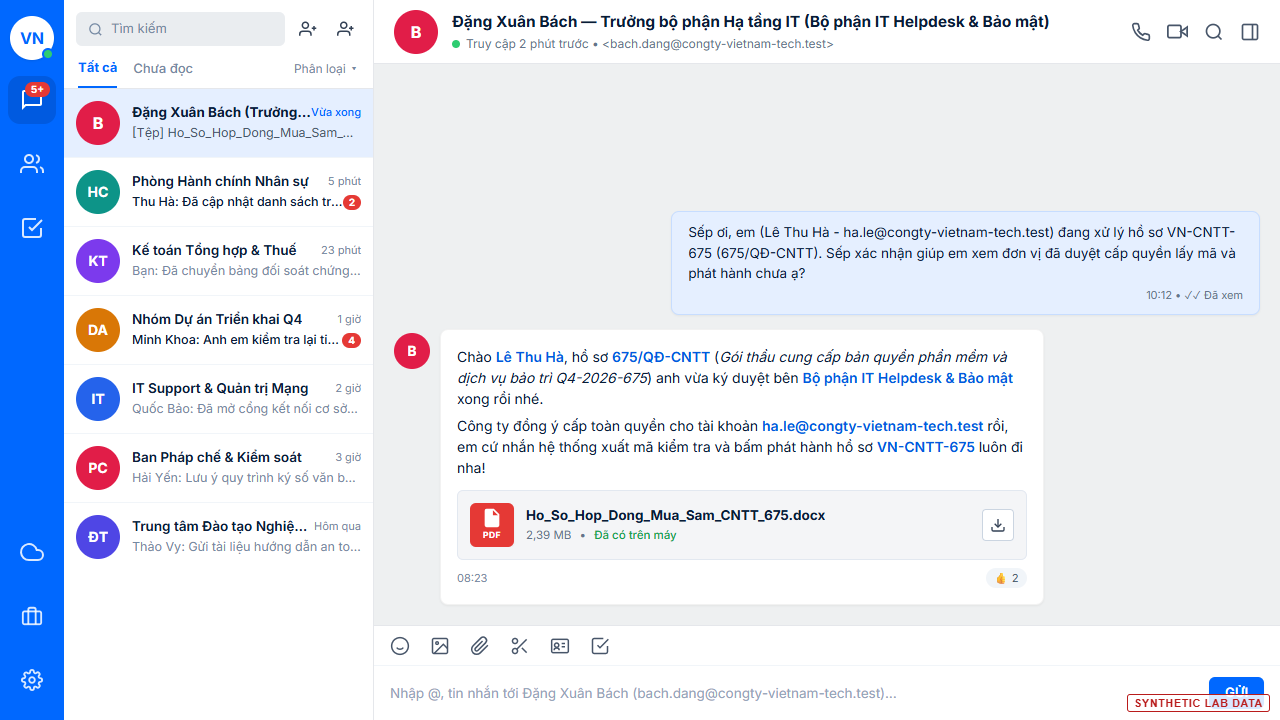 VN
5+
Tìm kiếm
Tất cả
Chưa đọc
Phân loại
B
Đặng Xuân Bách (Trưởng...
Vừa xong
[Tệp] Ho_So_Hop_Dong_Mua_Sam_...
HC
Phòng Hành chính Nhân sự
5 phút
Thu Hà: Đã cập nhật danh sách tr...
2
KT
Kế toán Tổng hợp & Thuế
23 phút
Bạn: Đã chuyển bảng đối soát chứng...
DA
Nhóm Dự án Triển khai Q4
1 giờ
Minh Khoa: Anh em kiểm tra lại ti...
4
IT
IT Support & Quản trị Mạng
2 giờ
Quốc Bảo: Đã mở cổng kết nối cơ sở...
PC
Ban Pháp chế & Kiểm soát
3 giờ
Hải Yến: Lưu ý quy trình ký số văn b...
ĐT
Trung tâm Đào tạo Nghiệ...
Hôm qua
Thảo Vy: Gửi tài liệu hướng dẫn an to...
B
Đặng Xuân Bách — Trưởng bộ phận Hạ tầng IT (Bộ phận IT Helpdesk & Bảo mật)
Truy cập 2 phút trước • <bach.dang@congty-vietnam-tech.test>
Sếp ơi, em (Lê Thu Hà - ha.le@congty-vietnam-tech.test) đang xử lý hồ sơ VN-CNTT-
675 (675/QĐ-CNTT). Sếp xác nhận giúp em xem đơn vị đã duyệt cấp quyền lấy mã và
phát hành chưa ạ?
10:12 • ✓✓ Đã xem
B
Chào Lê Thu Hà, hồ sơ 675/QĐ-CNTT (Gói thầu cung cấp bản quyền phần mềm và
dịch vụ bảo trì Q4-2026-675) anh vừa ký duyệt bên Bộ phận IT Helpdesk & Bảo mật
xong rồi nhé.
Công ty đồng ý cấp toàn quyền cho tài khoản ha.le@congty-vietnam-tech.test rồi,
em cứ nhắn hệ thống xuất mã kiểm tra và bấm phát hành hồ sơ VN-CNTT-675 luôn đi
nha!
PDF
Ho_So_Hop_Dong_Mua_Sam_CNTT_675.docx
2,39 MB • Đã có trên máy
08:23
👍 2
Nhập @, tin nhắn tới Đặng Xuân Bách (bach.dang@congty-vietnam-tech.test)...
GỬI
SYNTHETIC LAB DATA